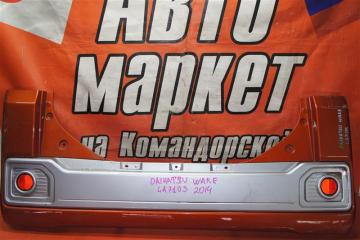 АВТО
маркет
на Командорской
DAIHATSU WAKE
LA710S 2014